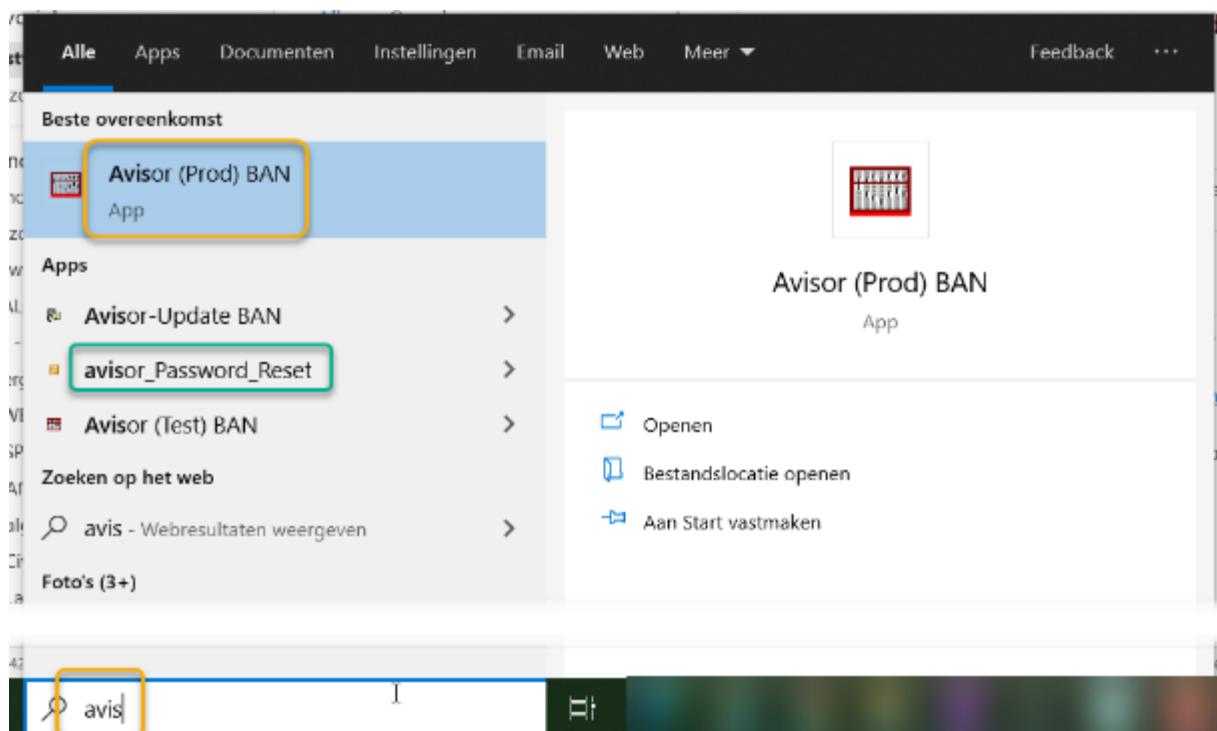 Alle Apps Documenten Instellingen Email Web Meer Feedback ...
Beste overeenkomst
Avisor (Prod) BAN
App
Apps
Avisor-Update BAN
avisor_Password_Reset
Avisor (Test) BAN
Zoeken op het web
avis - Webresultaten weergeven
Foto's (3+)
Avisor (Prod) BAN
App
Openen
Bestandslocatie openen
Aan Start vastmaken
avis